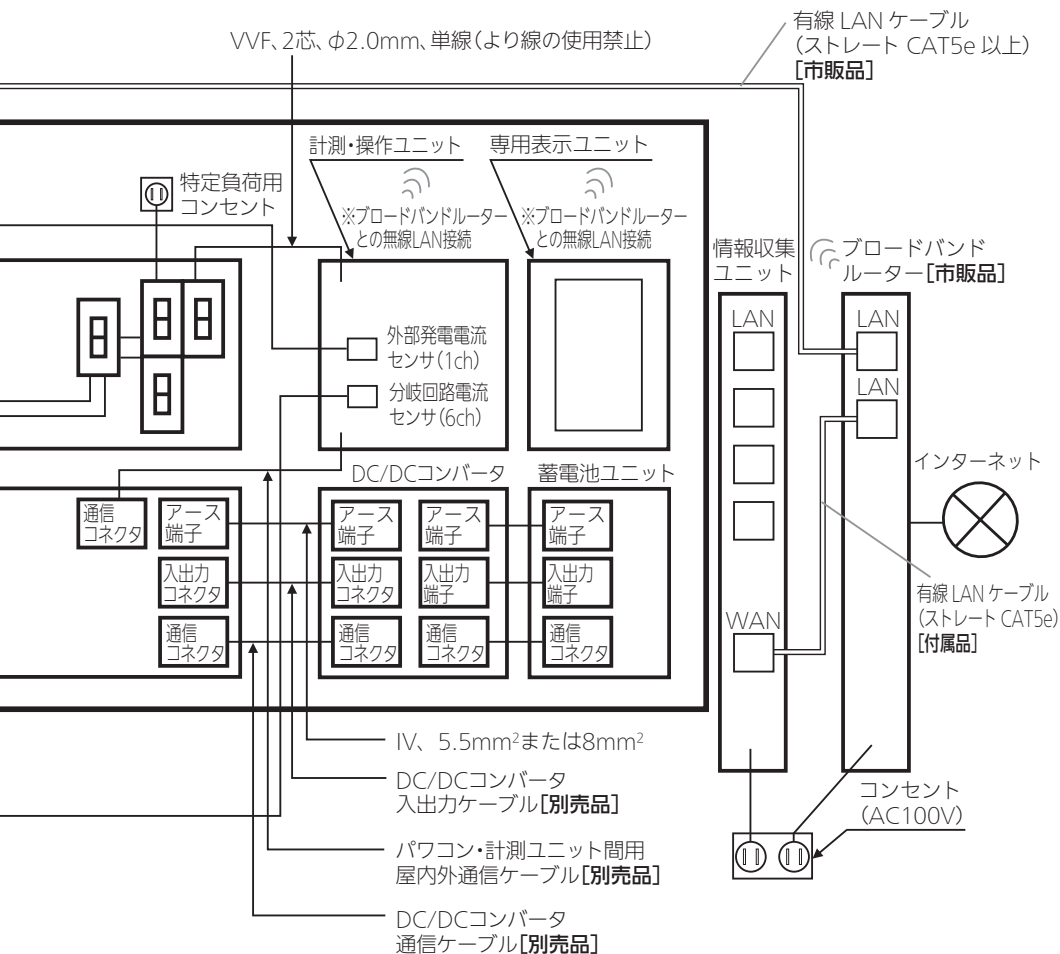 VVF、2芯、φ2.0mm、単線（より線の使用禁止）
有線 LAN ケーブル
（ストレート CAT5e 以上）
[市販品]
計測・操作ユニット
※ブロードバンドルーター
との無線LAN接続
専用表示ユニット
※ブロードバンドルーター
との無線LAN接続
特定負荷用
コンセント
情報収集
ユニット
ブロードバンド
ルーター[市販品]
外部発電電流
センサ（1ch）
分岐回路電流
センサ（6ch）
LAN
LAN
LAN
インターネット
DC/DCコンバータ
蓄電池ユニット
通信
コネクタ
アース
端子
入出力
コネクタ
通信
コネクタ
アース
端子
入出力
コネクタ
通信
コネクタ
アース
端子
入出力
端子
通信
コネクタ
アース
端子
入出力
端子
通信
コネクタ
WAN
有線 LAN ケーブル
（ストレート CAT5e）
[付属品]
IV、5.5mm²または8mm²
DC/DCコンバータ
入出力ケーブル[別売品]
パワコン・計測ユニット間用
屋内外通信ケーブル[別売品]
DC/DCコンバータ
通信ケーブル[別売品]
コンセント
（AC100V）